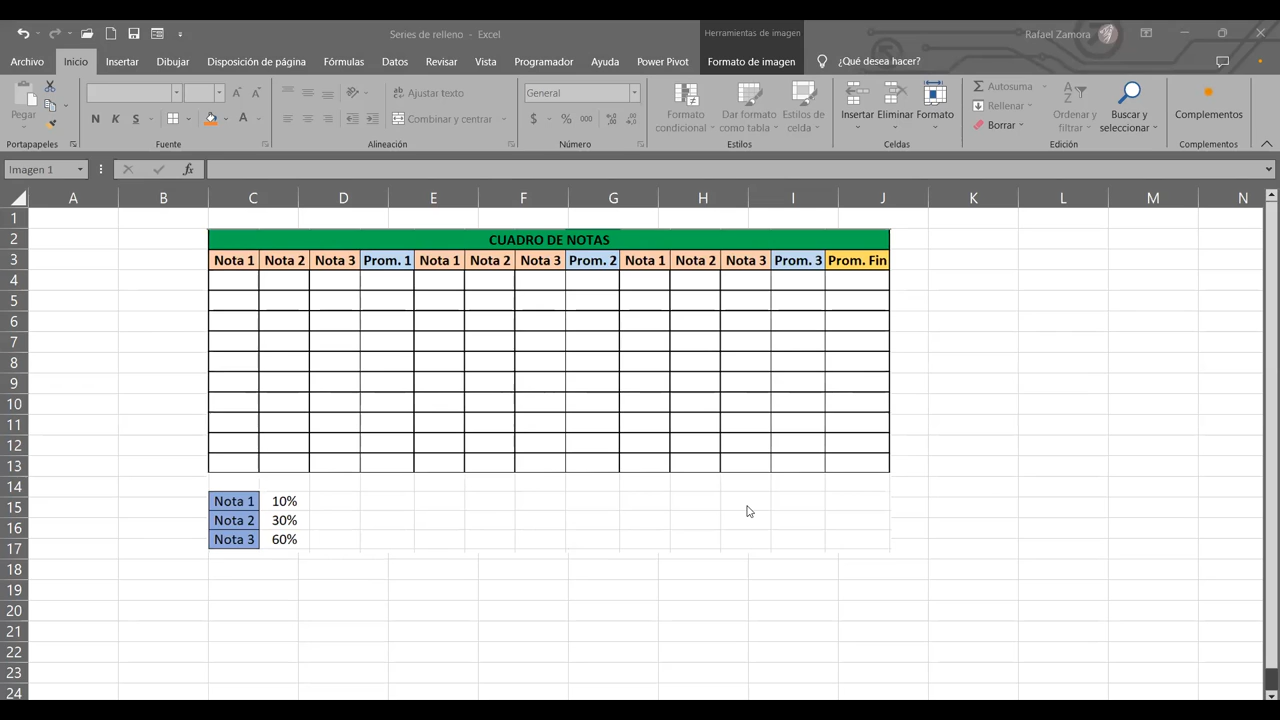 Series de relleno - Excel
Herramientas de imagen
Rafael Zamora
Archivo Inicio Insertar Dibujar Disposición de página Fórmulas Datos Revisar Vista Programador Ayuda Power Pivot Formato de imagen ¿Qué desea hacer?
Pegar
N K S A A A
Ajustar texto
Combinar y centrar
General
$ % 000
Formato condicional
Dar formato como tabla
Estilos de celda
Insertar Eliminar Formato
Autosuma
Rellenar
Borrar
Ordenar y filtrar
Buscar y seleccionar
Complementos
Portapapeles Fuente Alineación Número Estilos Celdas Edición Complementos
Imagen 1 fx
A B C D E F G H I J K L M N
1
2 CUADRO DE NOTAS
3 Nota 1 Nota 2 Nota 3 Prom. 1 Nota 1 Nota 2 Nota 3 Prom. 2 Nota 1 Nota 2 Nota 3 Prom. 3 Prom. Fin
4
5
6
7
8
9
10
11
12
13
14
15 Nota 1 10%
16 Nota 2 30%
17 Nota 3 60%
18
19
20
21
22
23
24